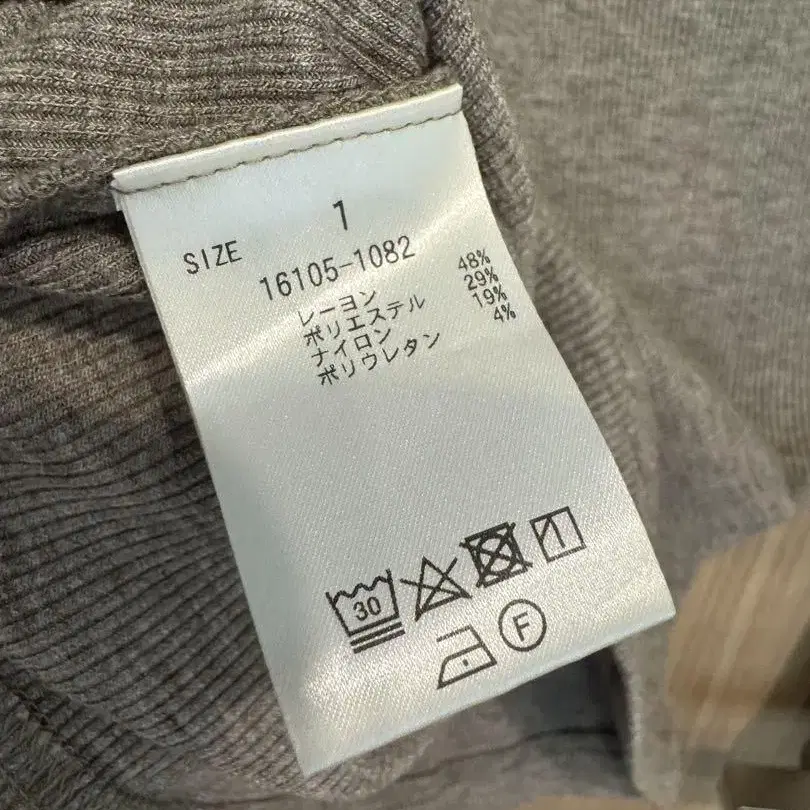 SIZE 1
16105-1082
レーヨン 48%
ポリエステル 29%
ナイロン 19%
ポリウレタン 4%
30
F